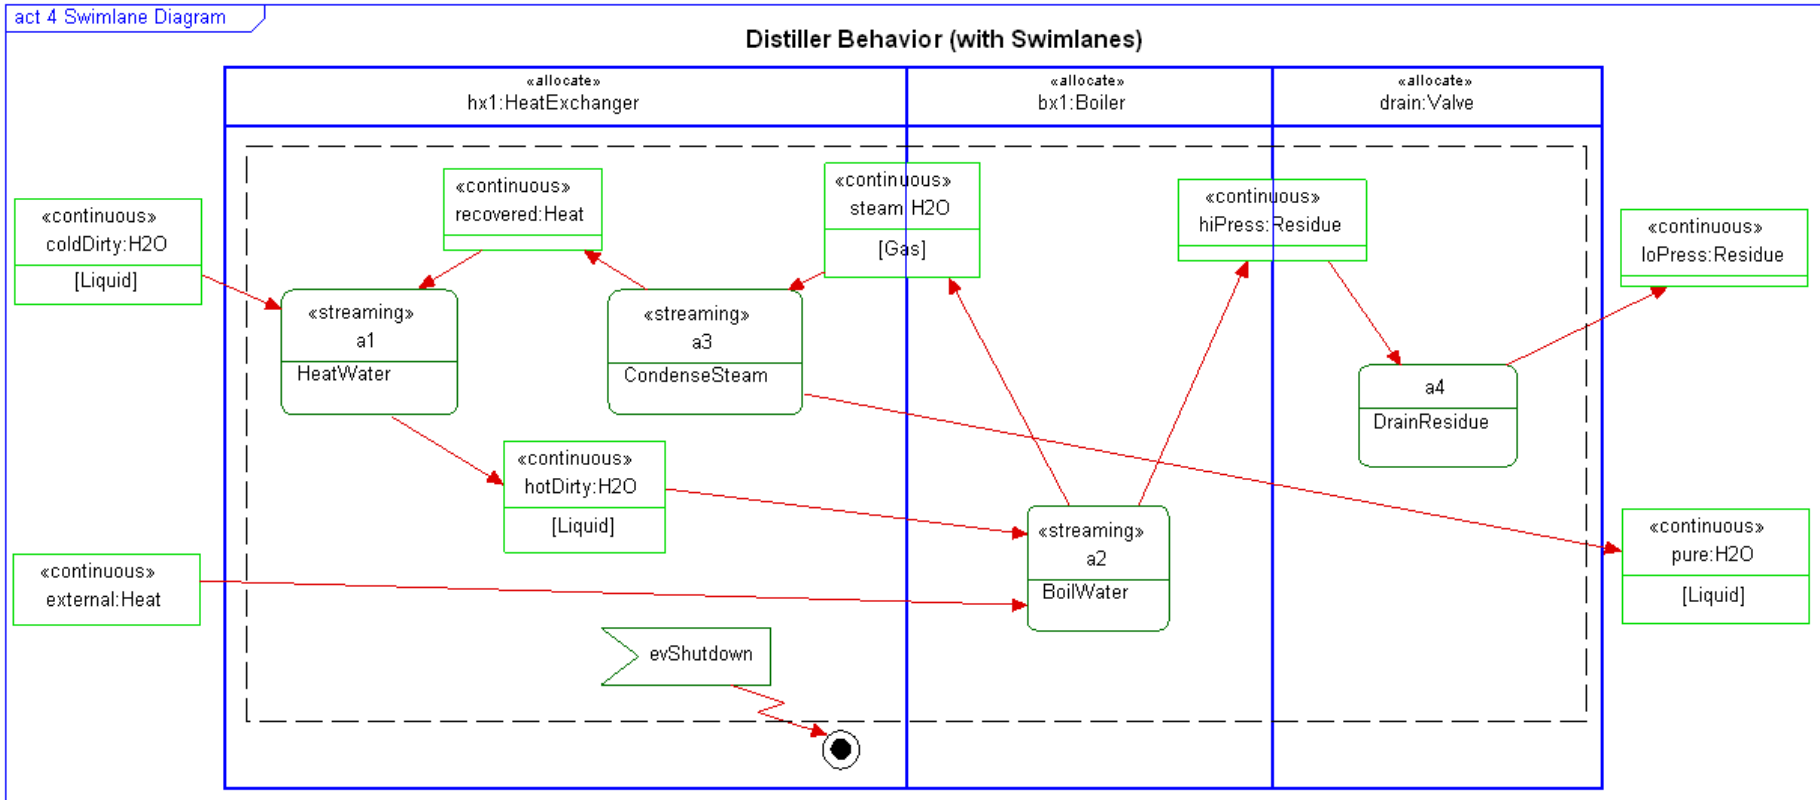 act 4 Swimlane Diagram
Distiller Behavior (with Swimlanes)
«allocate»
hx1:HeatExchanger
«allocate»
bx1:Boiler
«allocate»
drain:Valve
«continuous»
coldDirty:H2O
[Liquid]
«continuous»
recovered:Heat
«continuous»
steam:H2O
[Gas]
«continuous»
hiPress:Residue
«continuous»
loPress:Residue
«streaming»
a1
HeatWater
«streaming»
a3
CondenseSteam
a4
DrainResidue
«continuous»
hotDirty:H2O
[Liquid]
«streaming»
a2
BoilWater
«continuous»
pure:H2O
[Liquid]
«continuous»
external:Heat
evShutdown